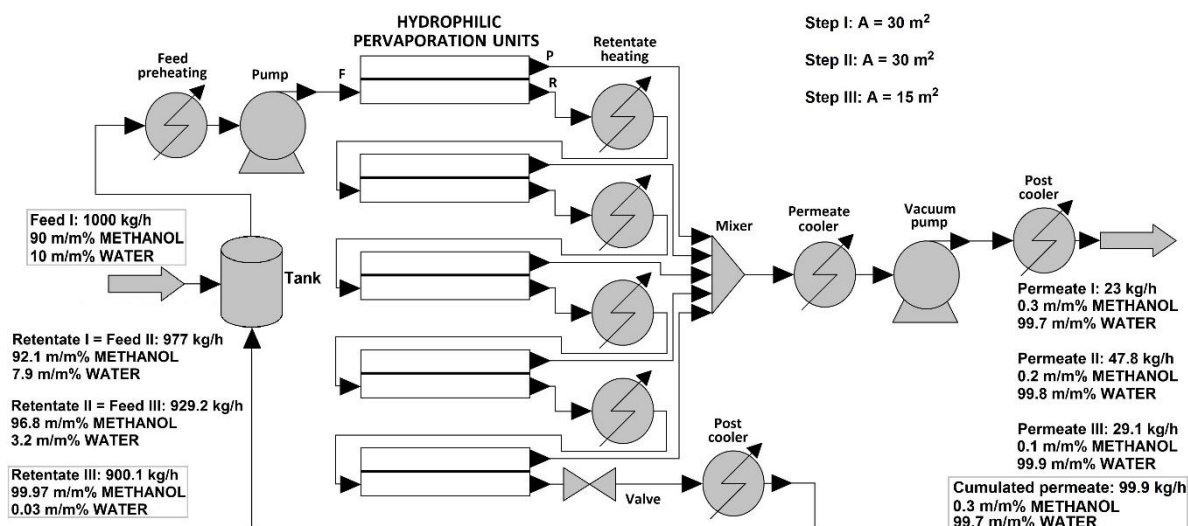 HYDROPHILIC
PERVAPORATION UNITS
Step I: A = 30 m²
Step II: A = 30 m²
Step III: A = 15 m²
Feed
preheating
Pump
F
P
R
Retentate
heating
Feed I: 1000 kg/h
90 m/m% METHANOL
10 m/m% WATER
Tank
Mixer
Permeate
cooler
Vacuum
pump
Post
cooler
Retentate I = Feed II: 977 kg/h
92.1 m/m% METHANOL
7.9 m/m% WATER
Retentate II = Feed III: 929.2 kg/h
96.8 m/m% METHANOL
3.2 m/m% WATER
Retentate III: 900.1 kg/h
99.97 m/m% METHANOL
0.03 m/m% WATER
Valve
Post
cooler
Permeate I: 23 kg/h
0.3 m/m% METHANOL
99.7 m/m% WATER
Permeate II: 47.8 kg/h
0.2 m/m% METHANOL
99.8 m/m% WATER
Permeate III: 29.1 kg/h
0.1 m/m% METHANOL
99.9 m/m% WATER
Cumulated permeate: 99.9 kg/h
0.3 m/m% METHANOL
99.7 m/m% WATER